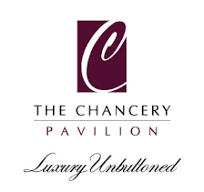 C
THE CHANCERY
PAVILION
Luxury Unbuttoned